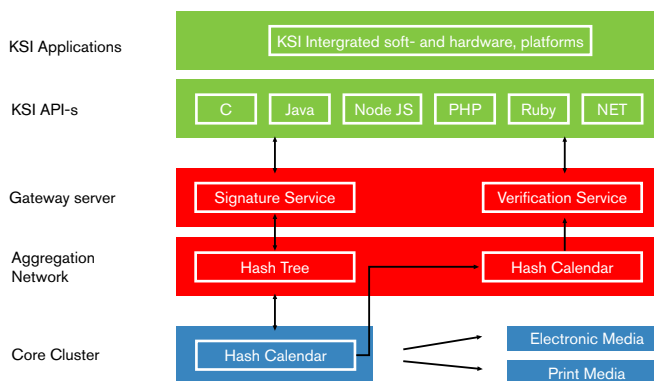 KSI Applications
KSI Intergrated soft- and hardware, platforms
KSI API-s
C
Java
Node JS
PHP
Ruby
NET
Gateway server
Signature Service
Verification Service
Aggregation
Network
Hash Tree
Hash Calendar
Core Cluster
Hash Calendar
Electronic Media
Print Media